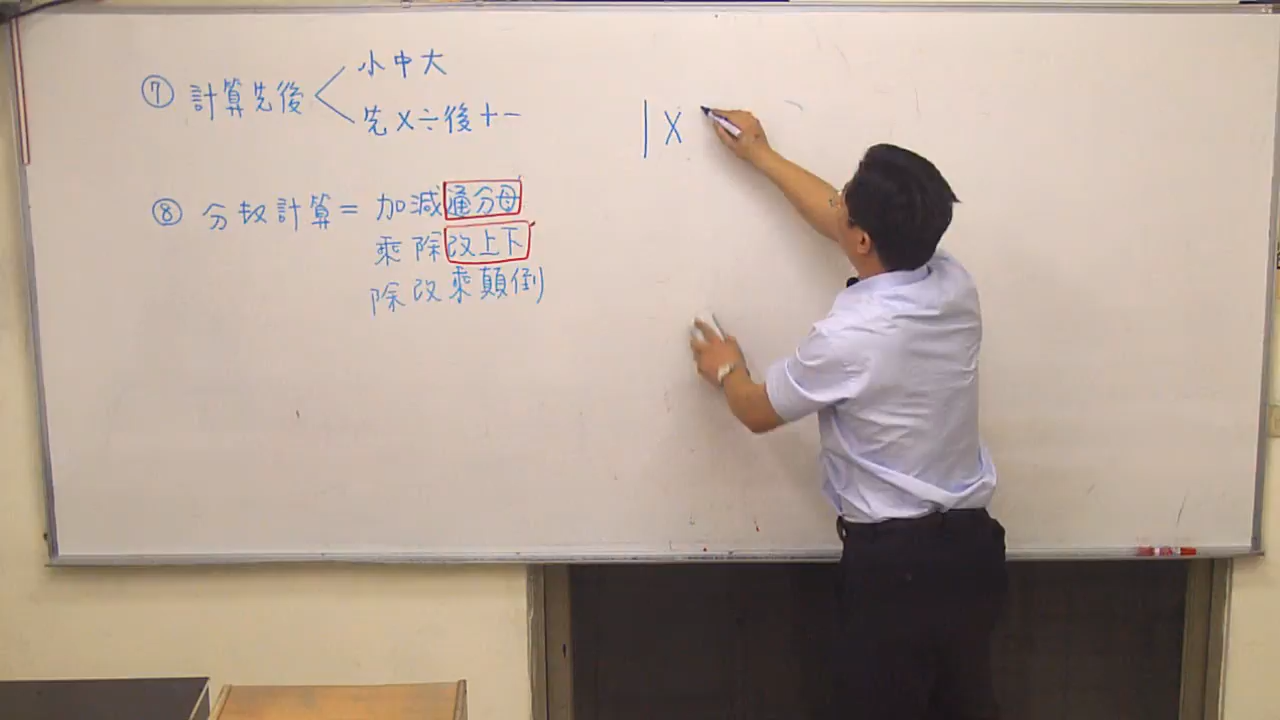 ⑦ 計算先後 小中大
先×÷後+-
⑧ 分數計算= 加減通分母
乘除改上下
除改乘顛倒
|X